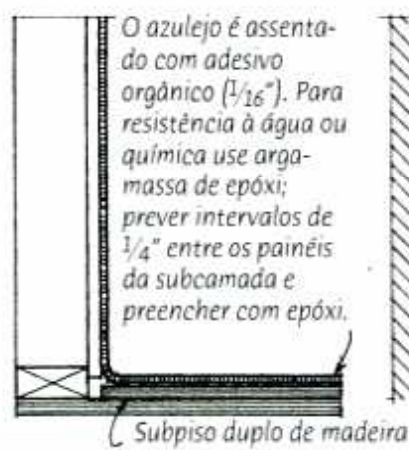 O azulejo é assenta-
do com adesivo
orgânico (1/16"). Para
resistência à água ou
química use arga-
massa de epóxi;
prever intervalos de
1/4" entre os painéis
da subcamada e
preencher com epóxi.
Subpiso duplo de madeira